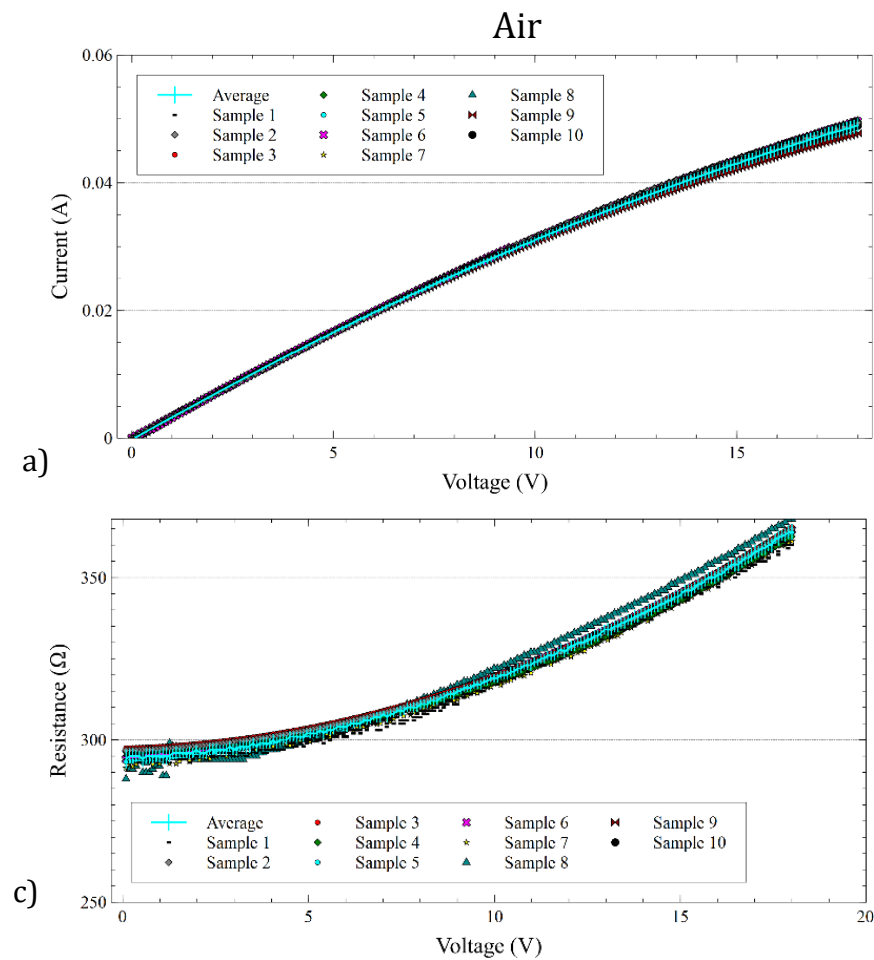 Air
0.06
0.04
0.02
0
Current (A)
Average
Sample 1
Sample 2
Sample 3
Sample 4
Sample 5
Sample 6
Sample 7
Sample 8
Sample 9
Sample 10
0 5 10 15
Voltage (V)
a)
350
300
250
Resistance (Ω)
Average
Sample 1
Sample 2
Sample 3
Sample 4
Sample 5
Sample 6
Sample 7
Sample 8
Sample 9
Sample 10
0 5 10 15 20
Voltage (V)
c)